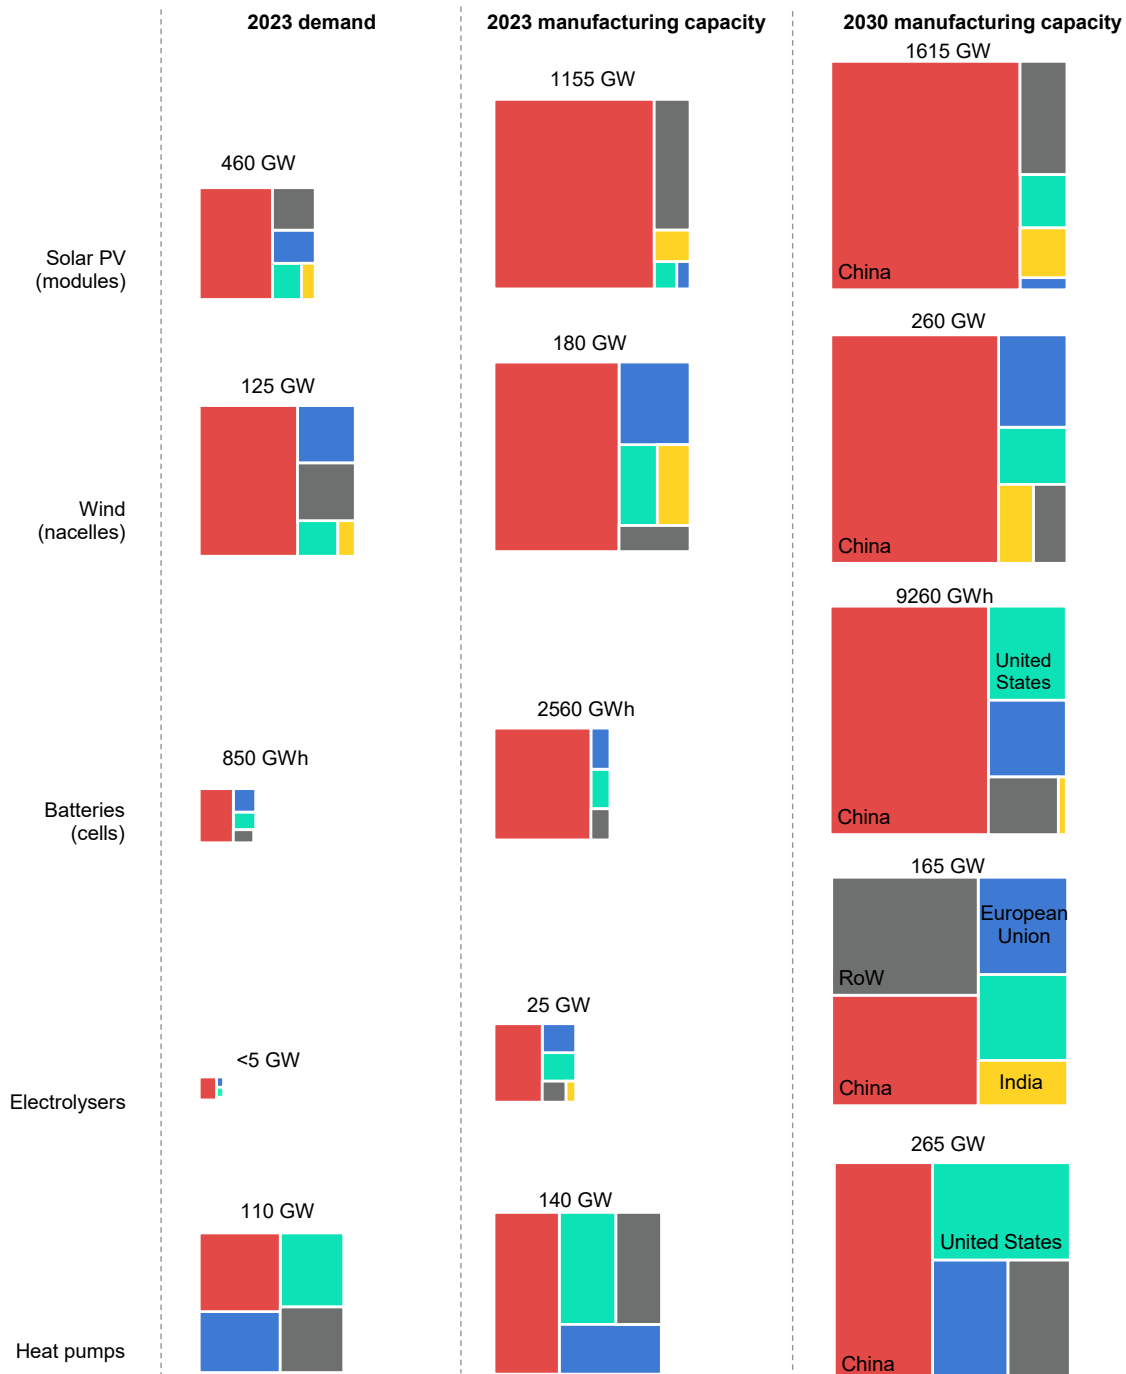 2023 demand
2023 manufacturing capacity
2030 manufacturing capacity
Solar PV
(modules)
460 GW
1155 GW
1615 GW
China
Wind
(nacelles)
125 GW
180 GW
260 GW
China
Batteries
(cells)
850 GWh
2560 GWh
9260 GWh
United
States
China
Electrolysers
<5 GW
25 GW
165 GW
European
Union
RoW
China
India
Heat pumps
110 GW
140 GW
265 GW
United States
China